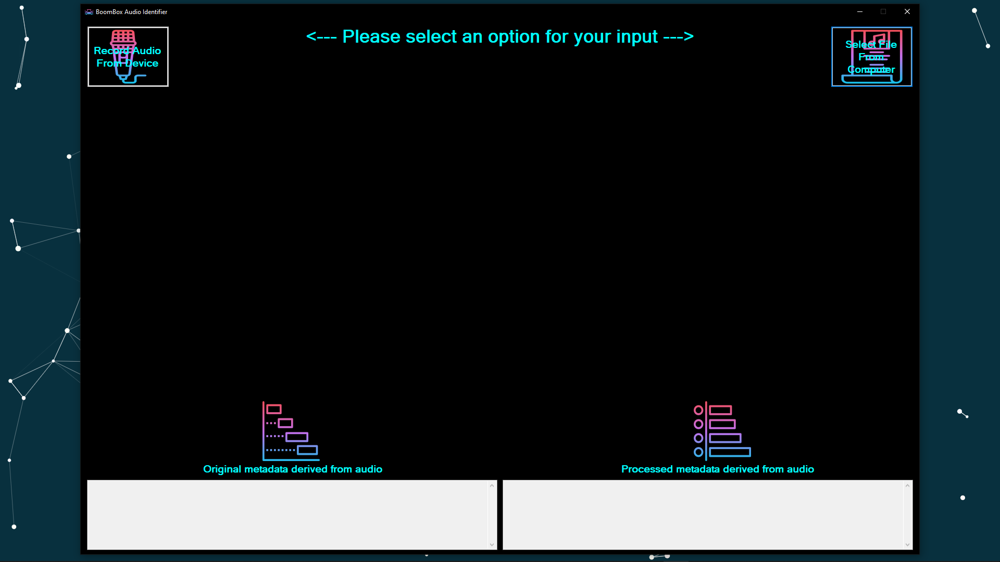 BoomBox Audio Identifier
<--- Please select an option for your input --->
Record Audio
From Device
Select File
From
Computer
Original metadata derived from audio
Processed metadata derived from audio